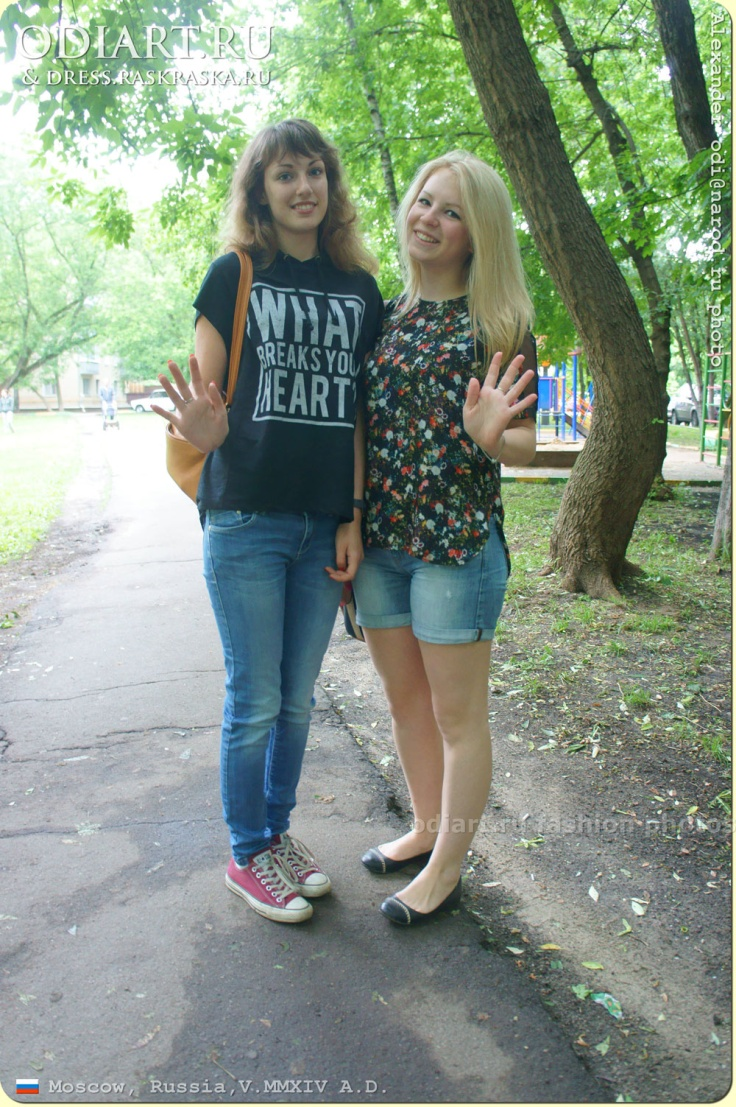 ODIART.RU
& DRESS.RASKRASKA.RU
Alexander odi@narod.ru photo
WHAT
BREAKS YOU
HEART
odiart.ru fashion photos
Moscow, Russia,V.MMXIV A.D.